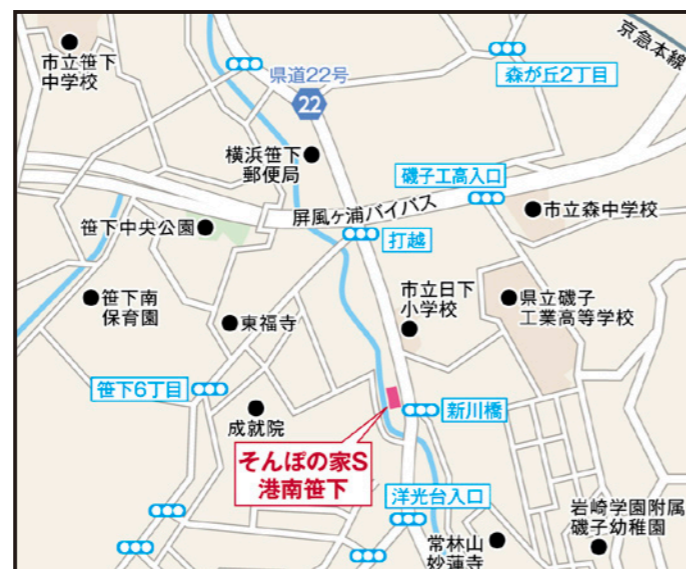 京急本線
市立笹下
中学校
県道22号
22
森が丘2丁目
横浜笹下
郵便局
磯子工高入口
屏風ヶ浦バイパス
市立森中学校
笹下中央公園
打越
市立日下
小学校
県立磯子
工業高等学校
笹下南
保育園
東福寺
笹下6丁目
新川橋
成就院
そんぽの家S
港南笹下
洋光台入口
岩崎学園附属
磯子幼稚園
常林山
妙蓮寺